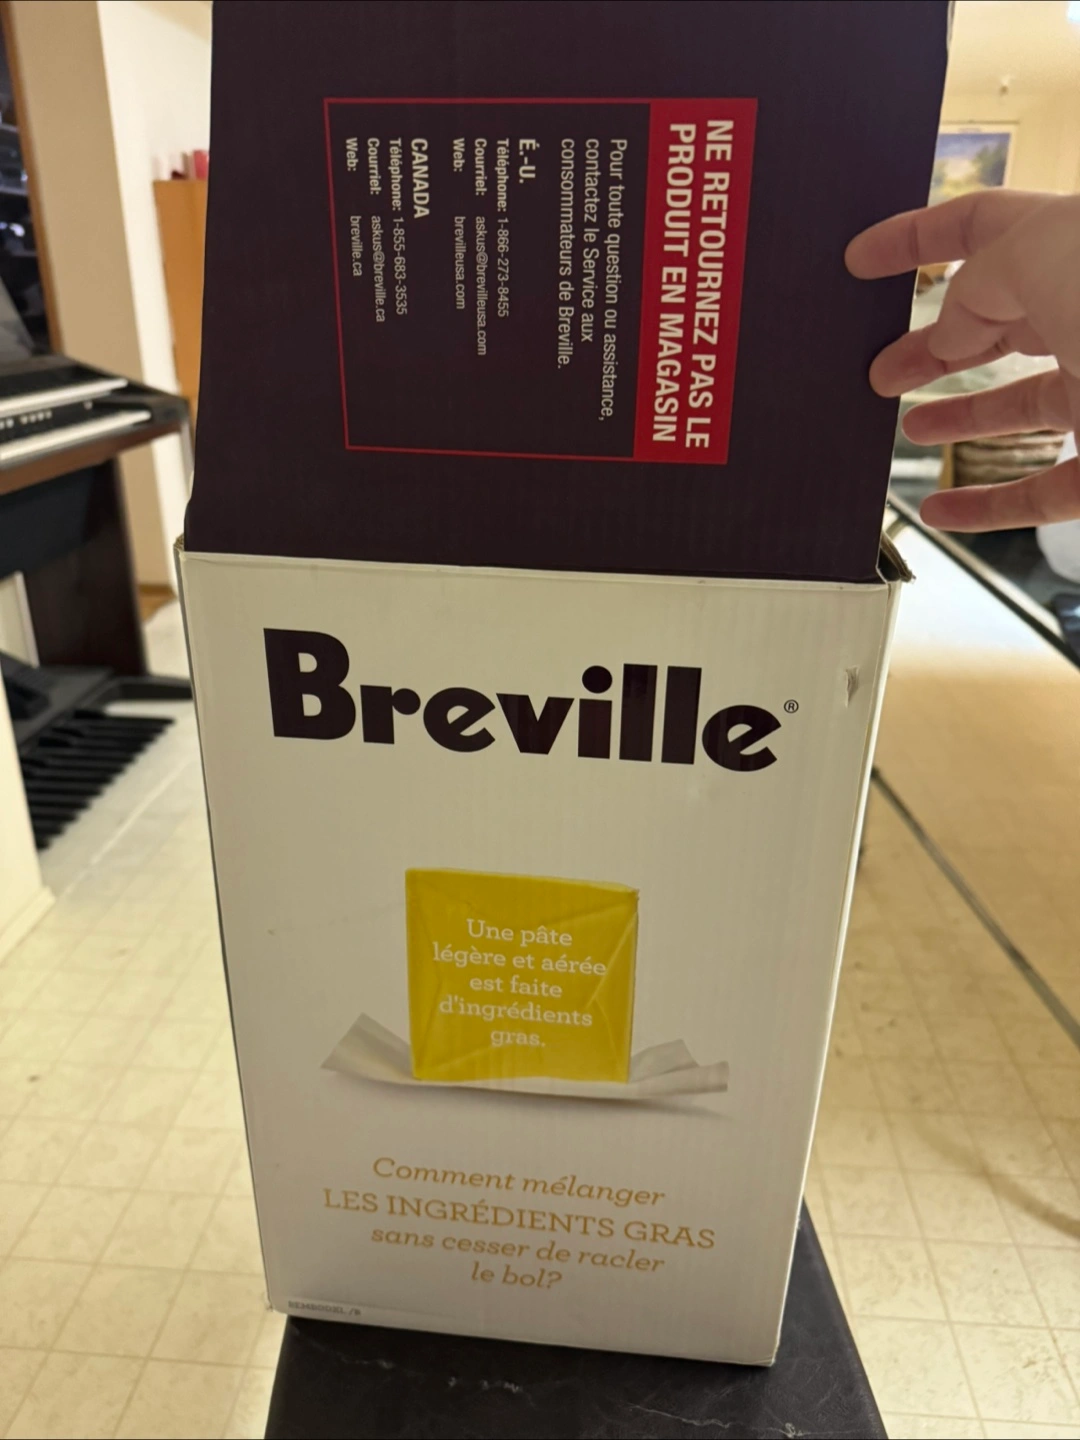 NE RETOURNEZ PAS LE
PRODUIT EN MAGASIN
Pour toute question ou assistance,
contactez le Service aux
consommateurs de Breville.
É.-U.
Téléphone: 1-866-273-8455
Courriel: askus@brevilleusa.com
Web: brevilleusa.com
CANADA
Téléphone: 1-855-683-3535
Courriel: askus@breville.ca
Web: breville.ca
Breville®
Une pâte
légère et aérée
est faite
d'ingrédients
gras.
Comment mélanger
LES INGRÉDIENTS GRAS
sans cesser de racler
le bol?